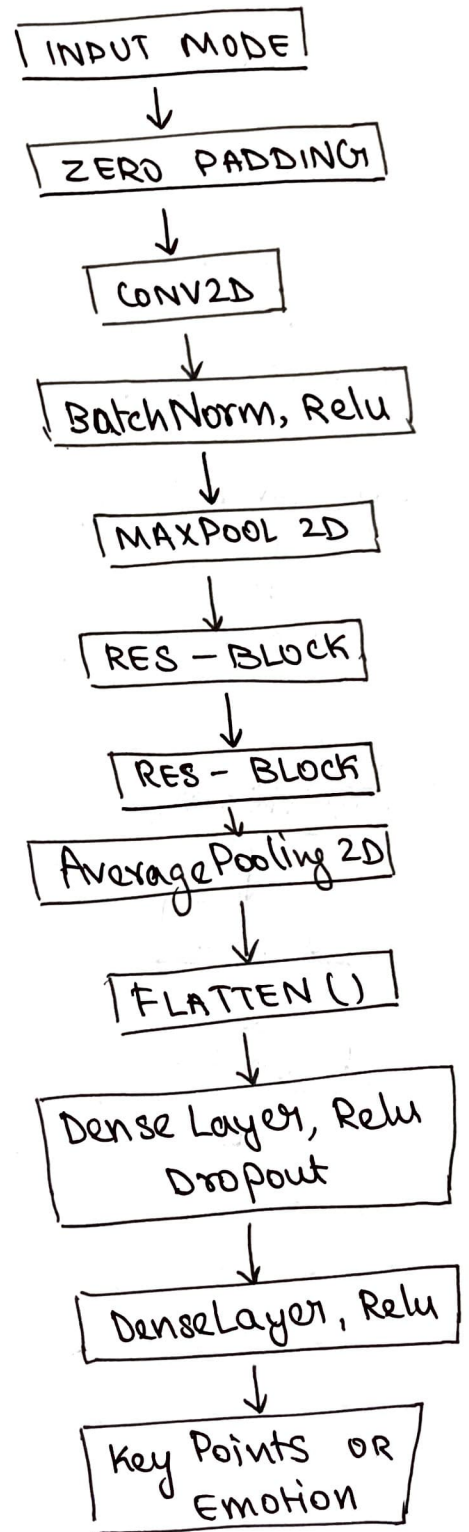 INPUT MODE
ZERO PADDING
CONV2D
BatchNorm, Relu
MAXPOOL 2D
RES - BLOCK
RES - BLOCK
AveragePooling 2D
FLATTEN ()
Dense Layer, Relu
Dropout
DenseLayer, Relu
Key Points OR
Emotion